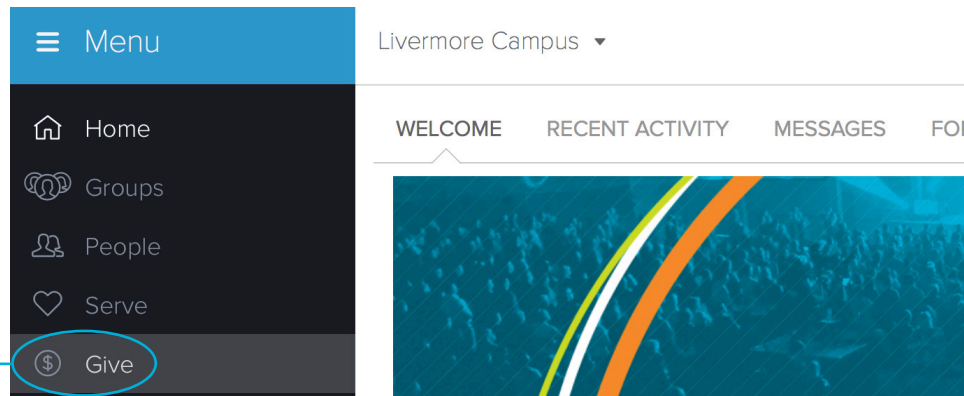 Menu
Livermore Campus
Home
WELCOME RECENT ACTIVITY MESSAGES
Groups
People
Serve
$ Give